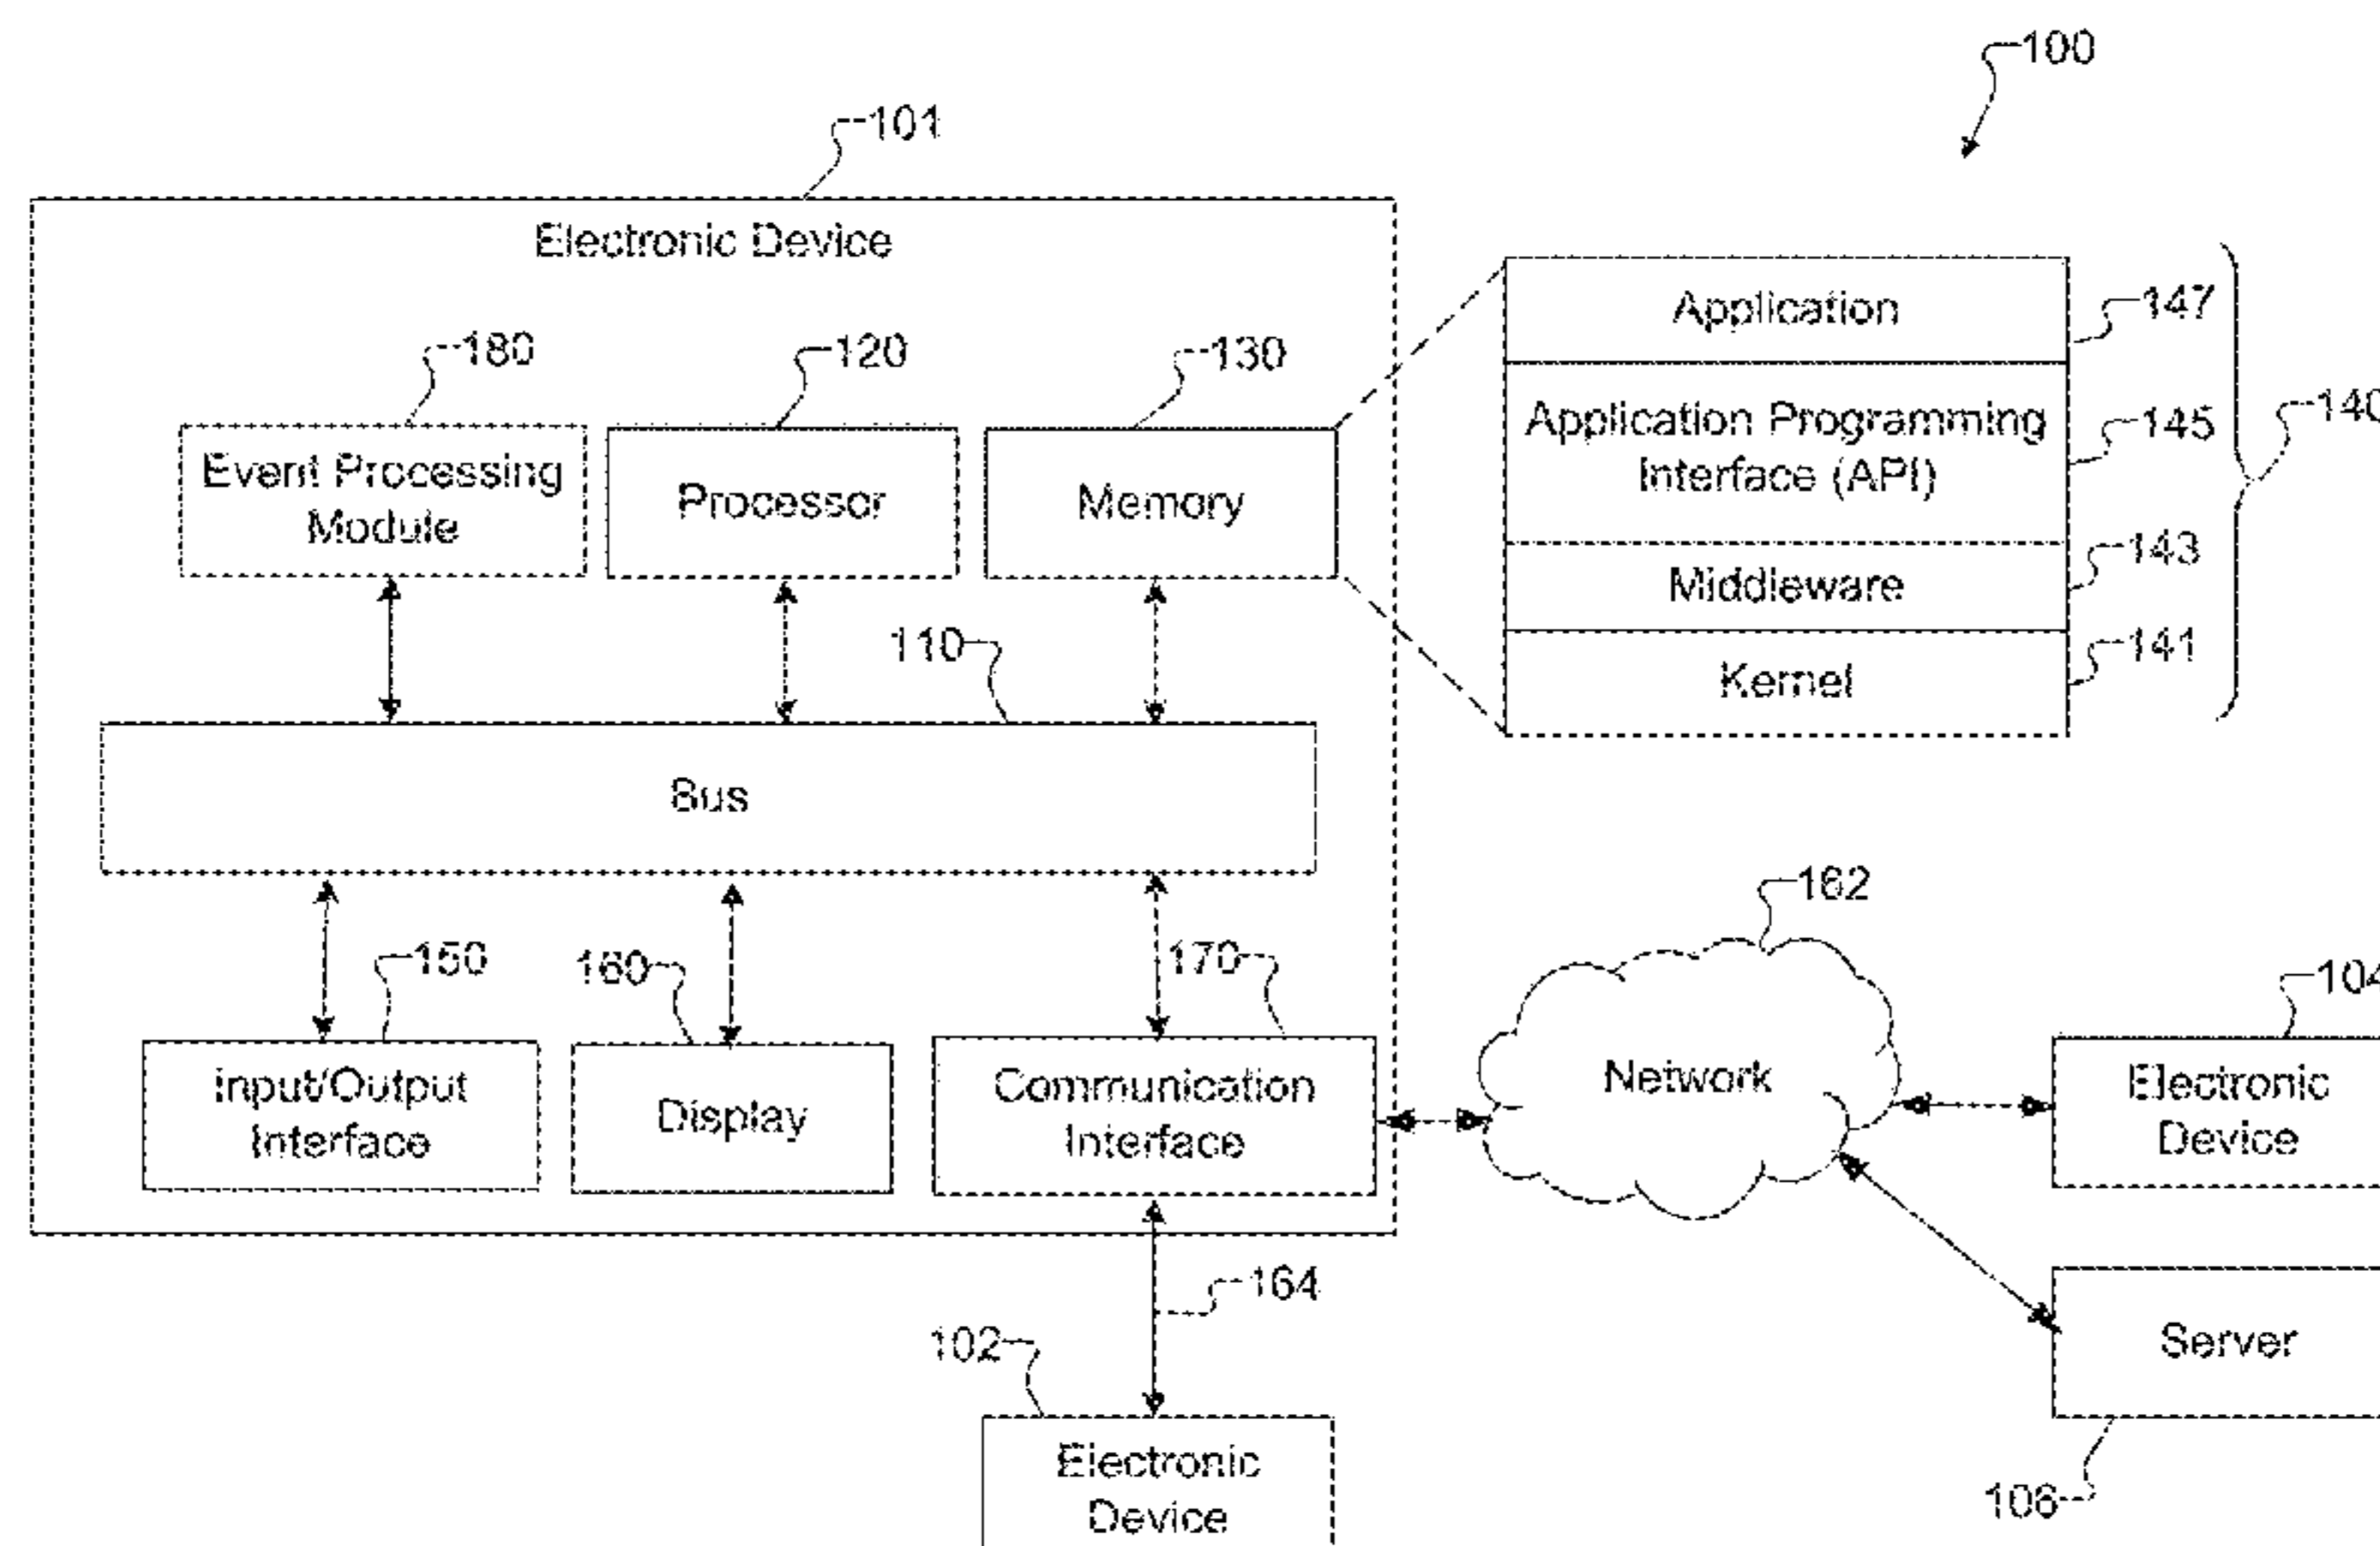 100
101
Electronic Device
Application
147
180
120
130
Application Programming
Interface (API)
145
140
Event Processing
Module
Processor
Memory
Middleware
143
110
Kernel
141
Bus
162
150
160
170
104
Input/Output
Interface
Display
Communication
Interface
Network
Electronic
Device
164
102
Server
Electronic
Device
106